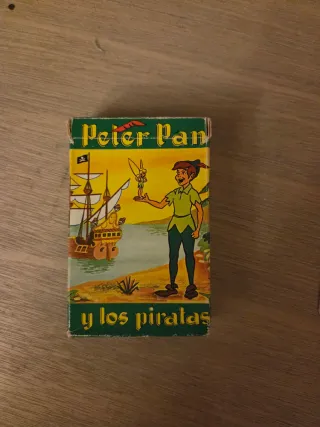 Peter Pan
y los piratas